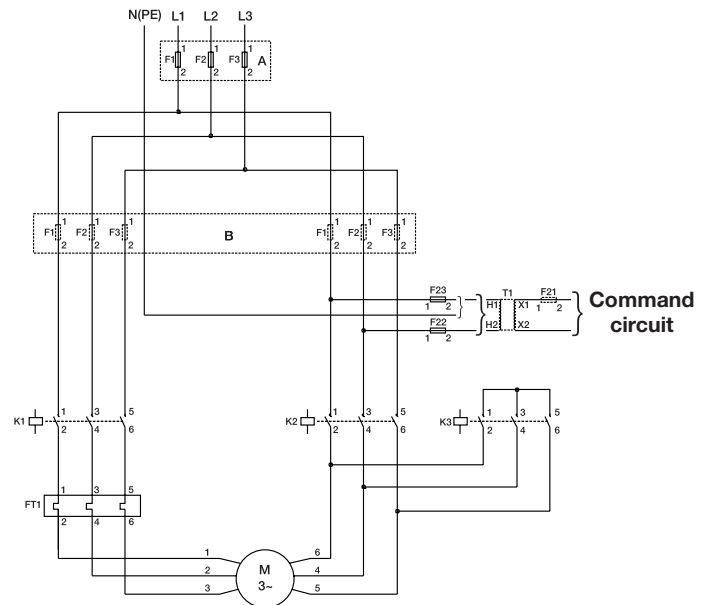 N(PE) L1 L2 L3
1 1 1
F1 F2 F3 A
2 2 2
1 1 1 1 1 1
F1 F2 F3 B F1 F2 F3
2 2 2 2 2 2
F23 T1 F21
1 2 H1 X1 1 2
Command
F22 H2 X2
circuit
1 2
1 3 5 1 3 5 1 3 5
K1 K2 K3
2 4 6 2 4 6 2 4 6
1 3 5
FT1
2 4 6
1 6
M
2 4
3~
3 5